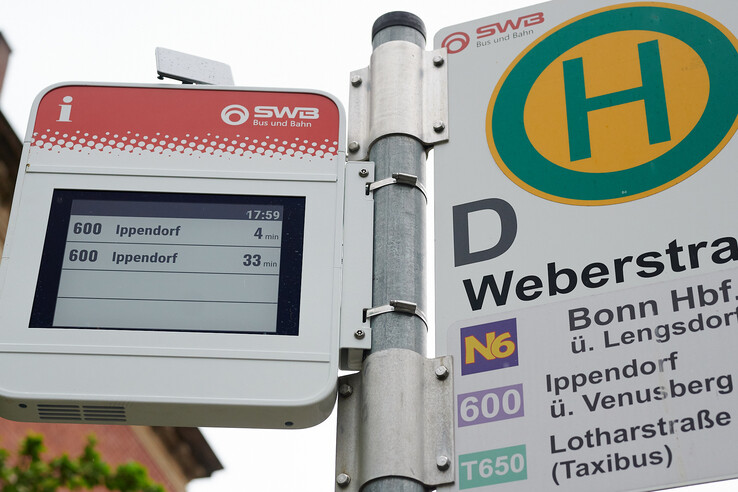 i
SWB
Bus und Bahn
17:59
600 Ippendorf 4 min
600 Ippendorf 33 min
SWB
Bus und Bahn
H
D
Weberstra
N6 Bonn Hbf.
ü. Lengsdorf
600 Ippendorf
ü. Venusberg
T650 Lotharstraße
(Taxibus)